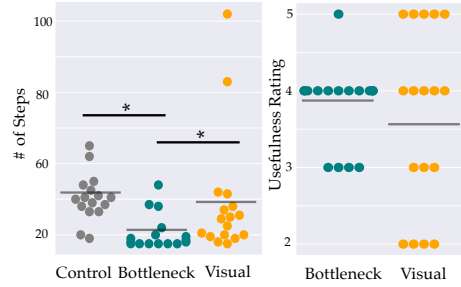 # of Steps
100
80
60
40
20
*
*
Control Bottleneck Visual
Usefulness Rating
5
4
3
2
Bottleneck Visual